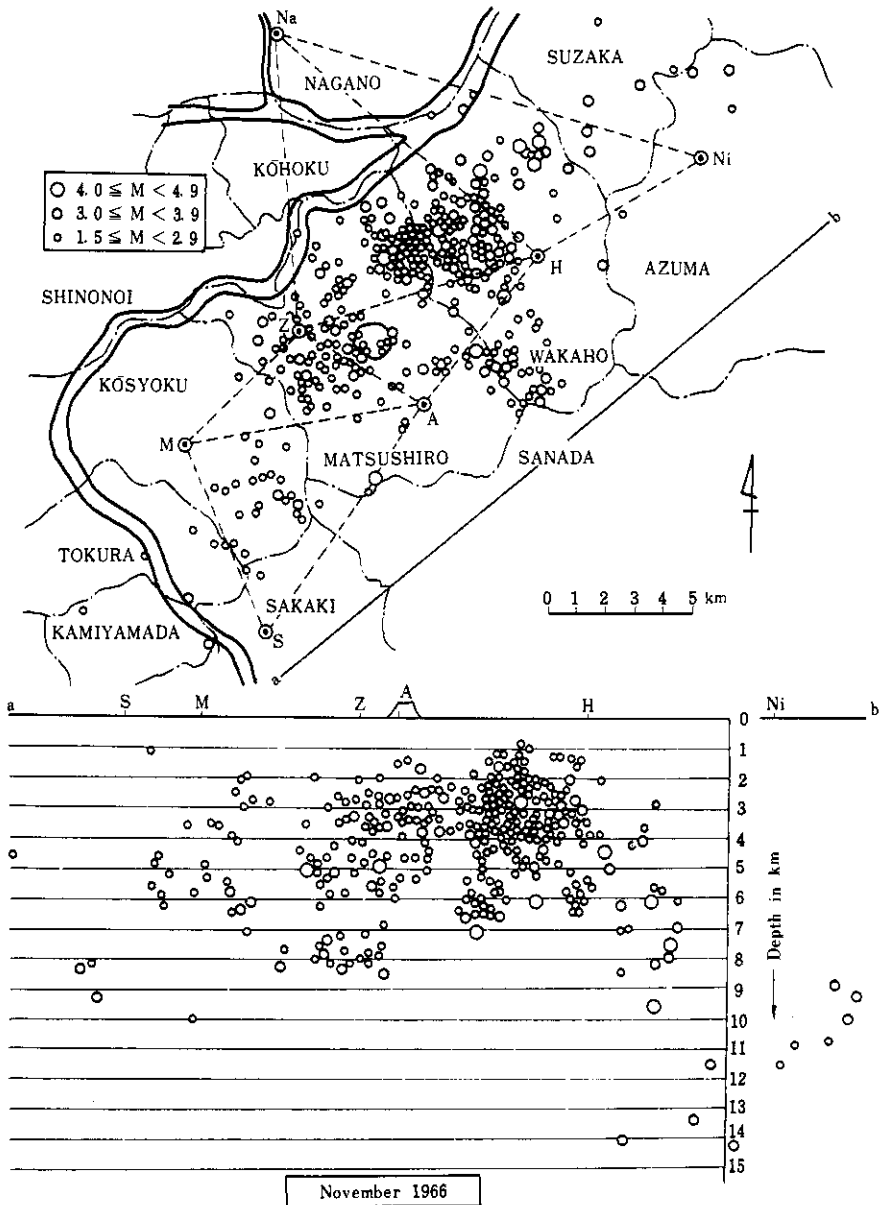 Na
SUZAKA
NAGANO
KŌHOKU
Ni
4.0 ≦ M < 4.9
3.0 ≦ M < 3.9
1.5 ≦ M < 2.9
b
H
AZUMA
SHINONOI
Z
WAKAHO
KŌSYOKU
A
M
MATSUSHIRO
SANADA
TOKURA
SAKAKI
0 1 2 3 4 5 km
KAMIYAMADA
S
a
a S M Z A H Ni b
0
1
2
3
4
5
6
7
8
9
10
11
12
13
14
15
Depth in km
November 1966